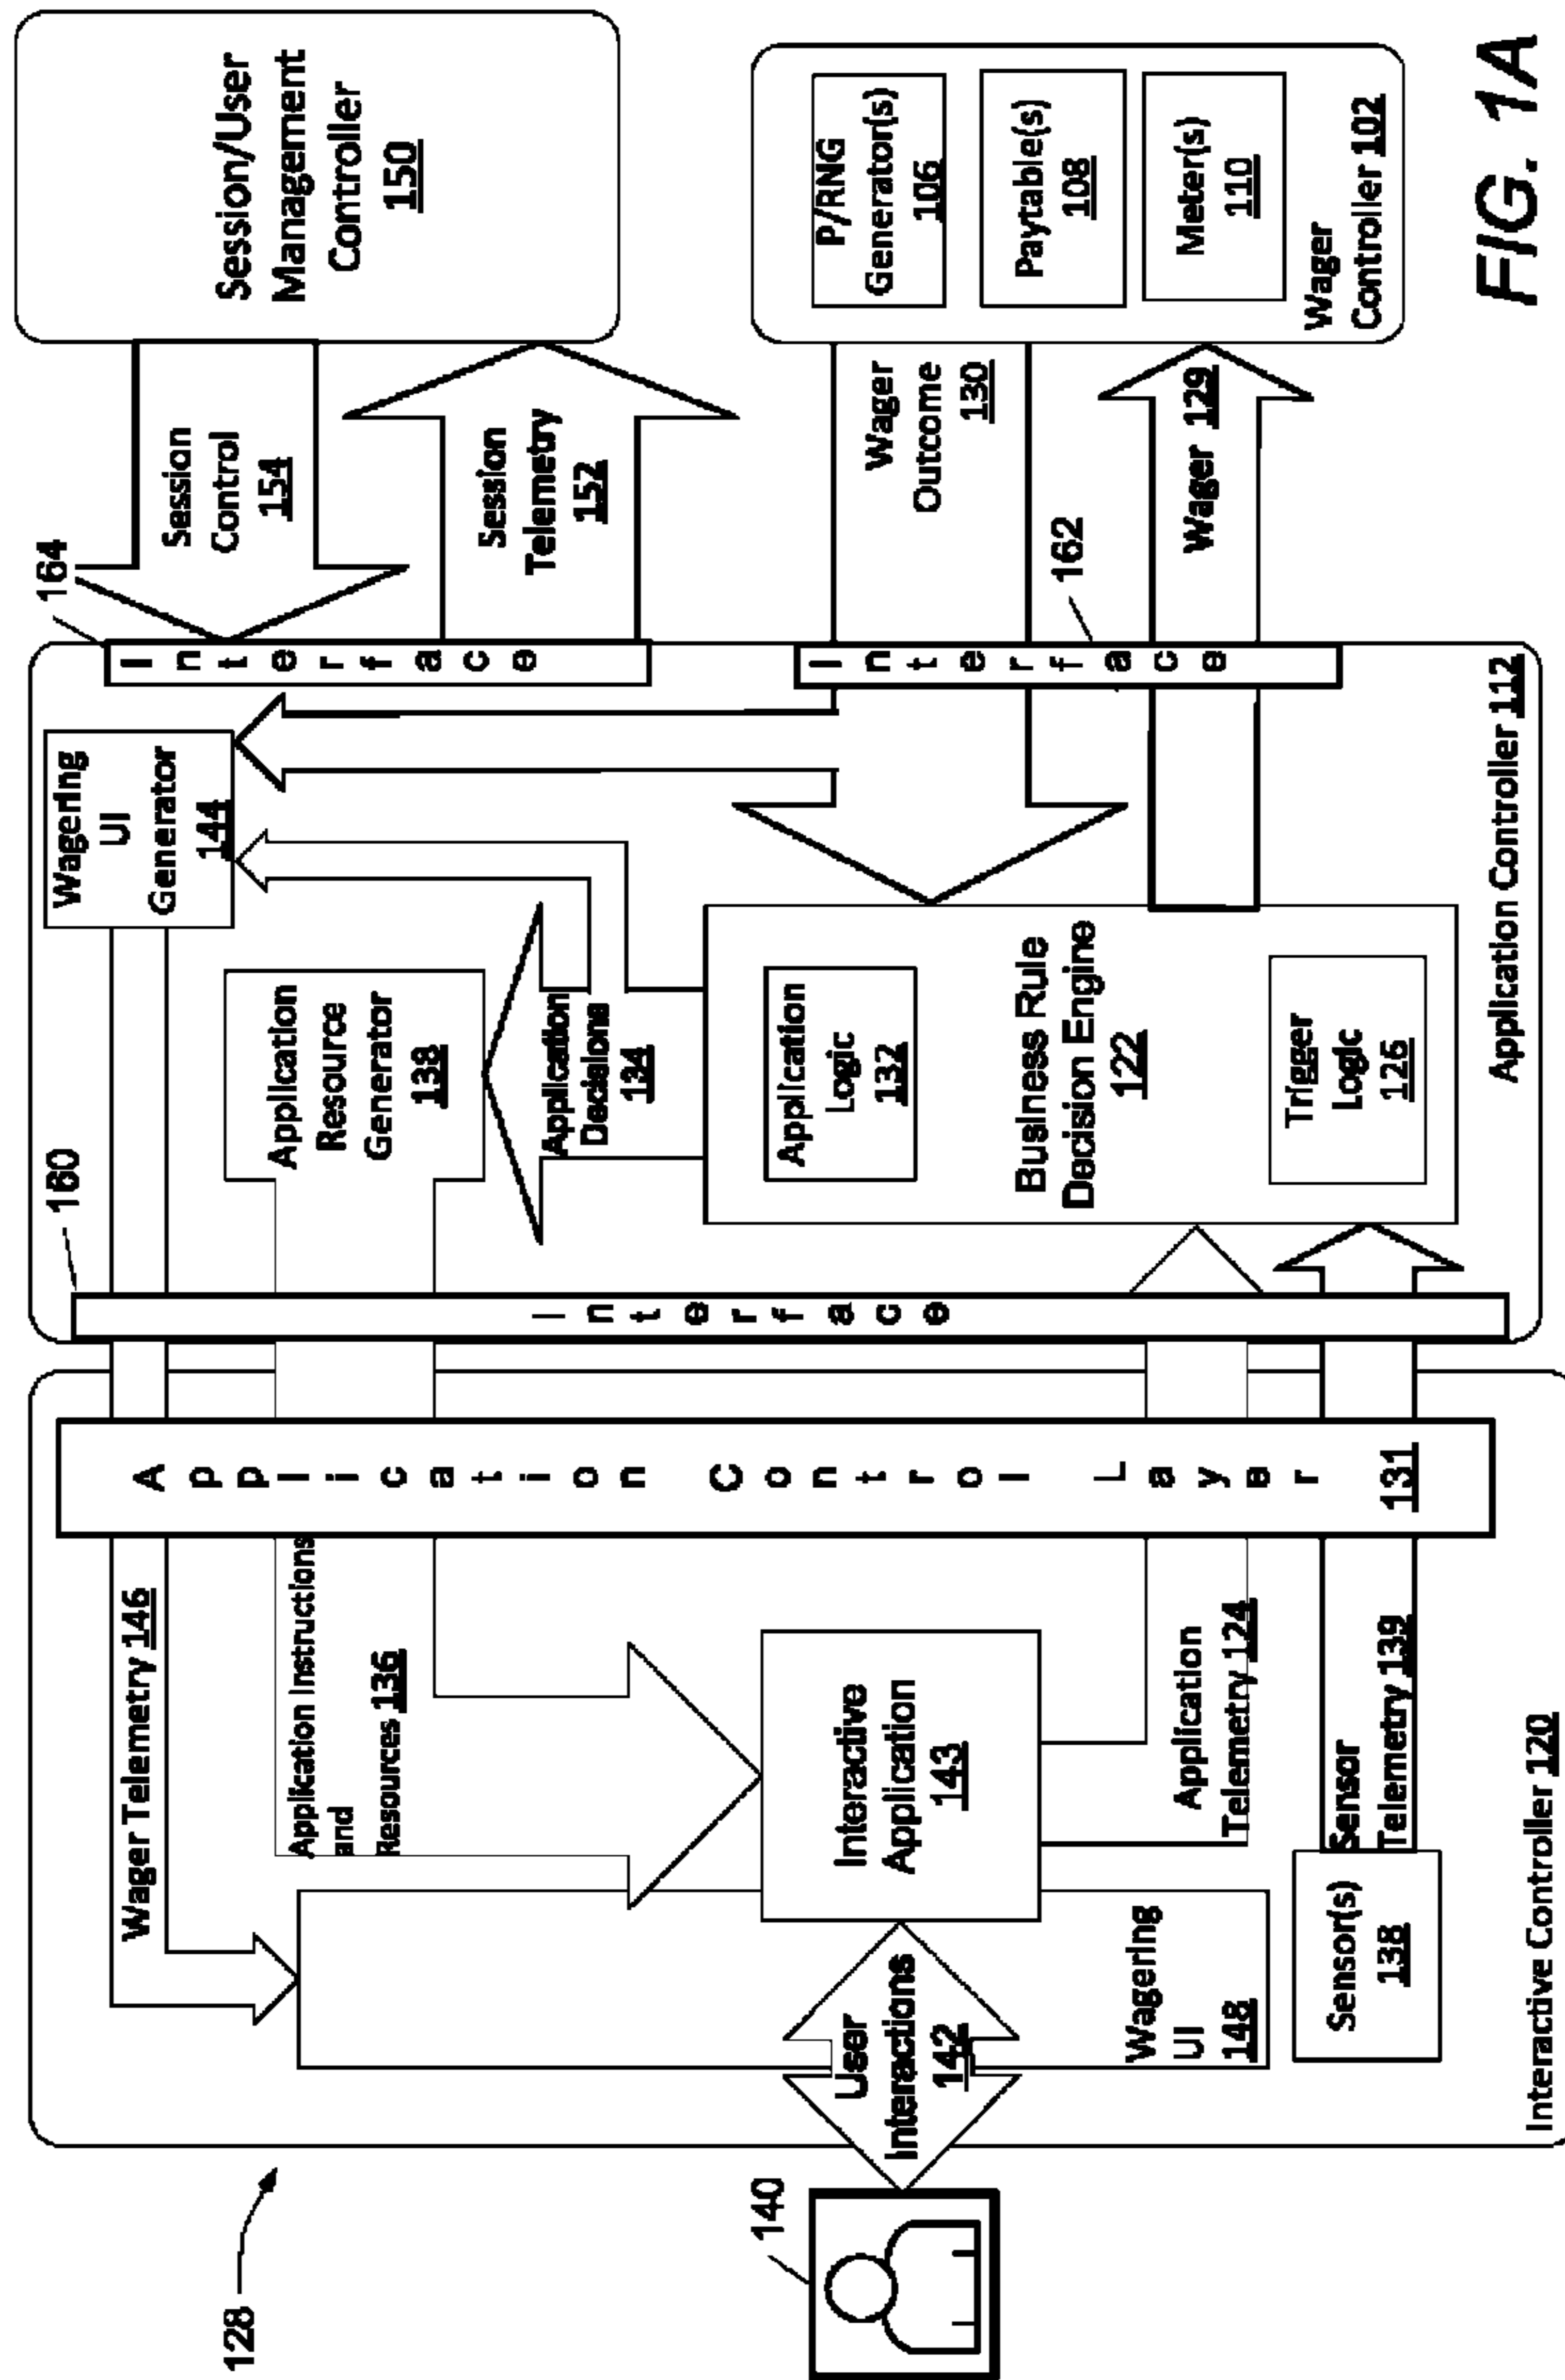 128
140
User
Interactions
142
Interactive Controller 120
Wager Telemetry 146
Application Instructions
and
Resources 136
Interactive
Application
143
Application
Telemetry 124
Wagering
UI
148
Sensor(s)
138
Sensor
Telemetry 139
Application Control Layer
131
160
Interface
Application Controller 112
Wagering
UI
Generator
144
Application
Resource
Generator
138
Application
Decisions
134
Application
Logic
132
Business Rule
Decision Engine
122
Trigger
Logic
126
164
Interface
162
Interface
Session
Control
154
Session
Telemetry
152
Wager
Outcome
130
Wager 129
Session/User
Management
Controller
150
P/RNG
Generator(s)
106
Paytable(s)
108
Meter(s)
110
Wager
Controller 102
FIG. 1A